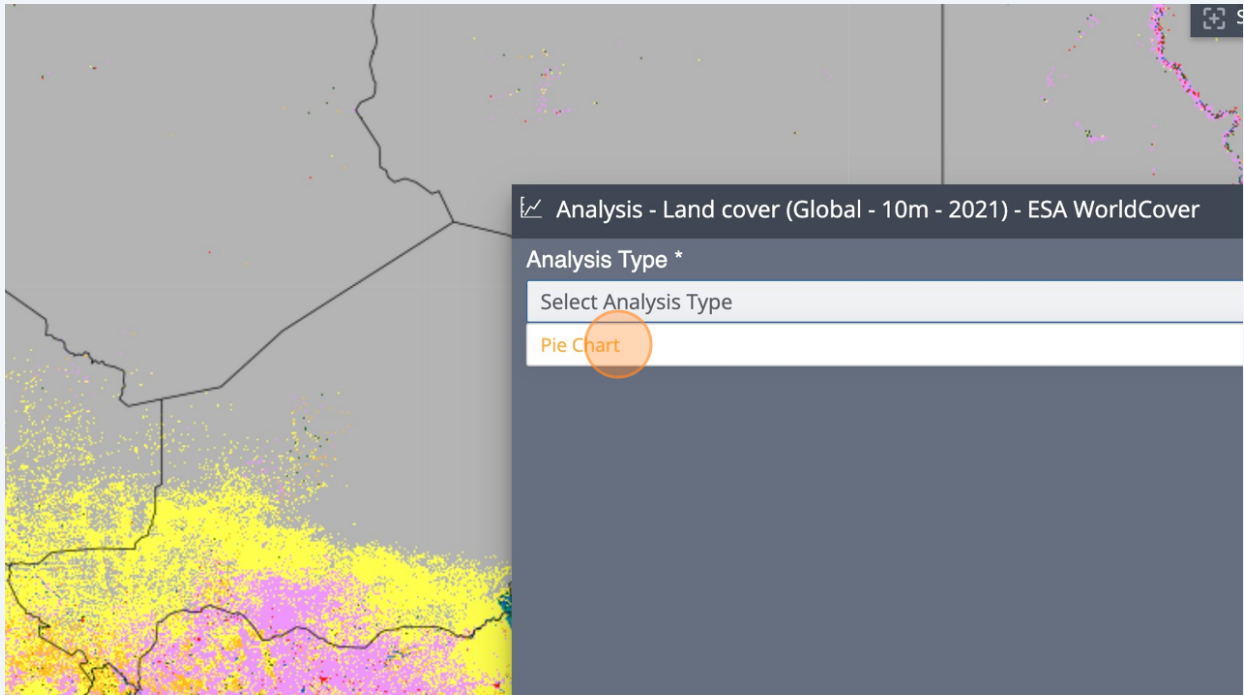 Analysis - Land cover (Global - 10m - 2021) - ESA WorldCover
Analysis Type *
Select Analysis Type
Pie Chart